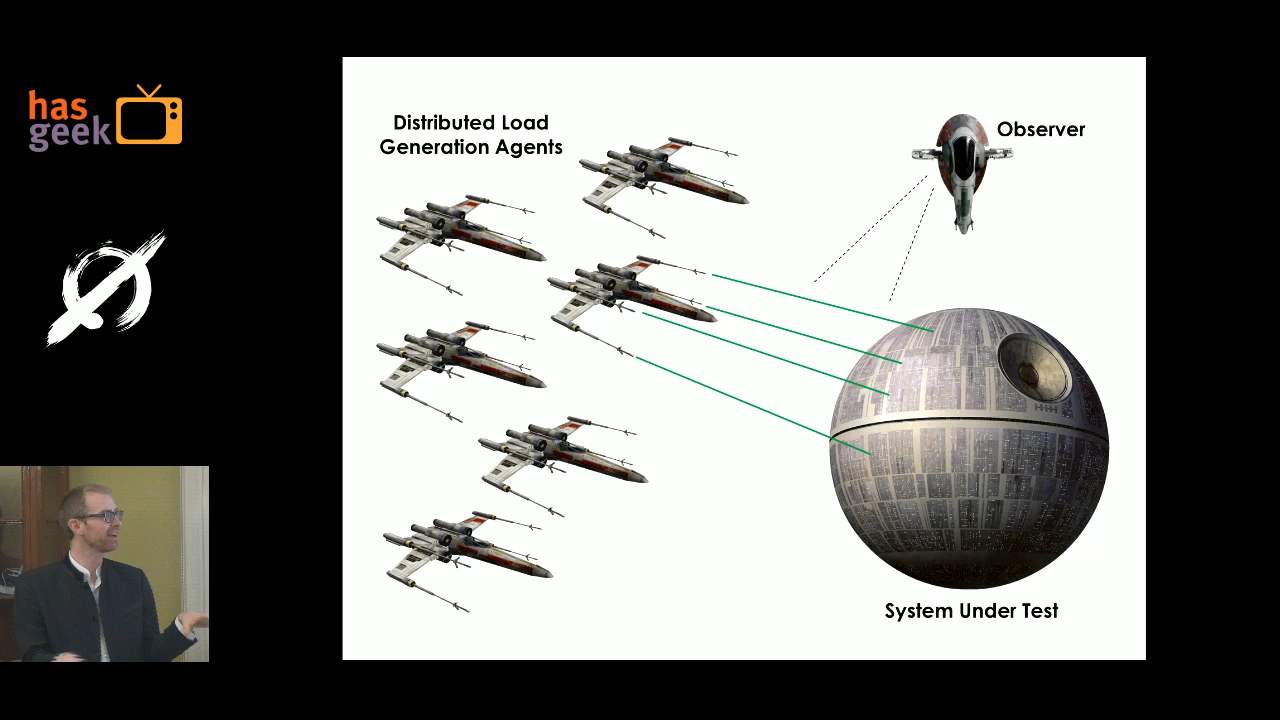 has
geek
Distributed Load
Generation Agents
Observer
System Under Test